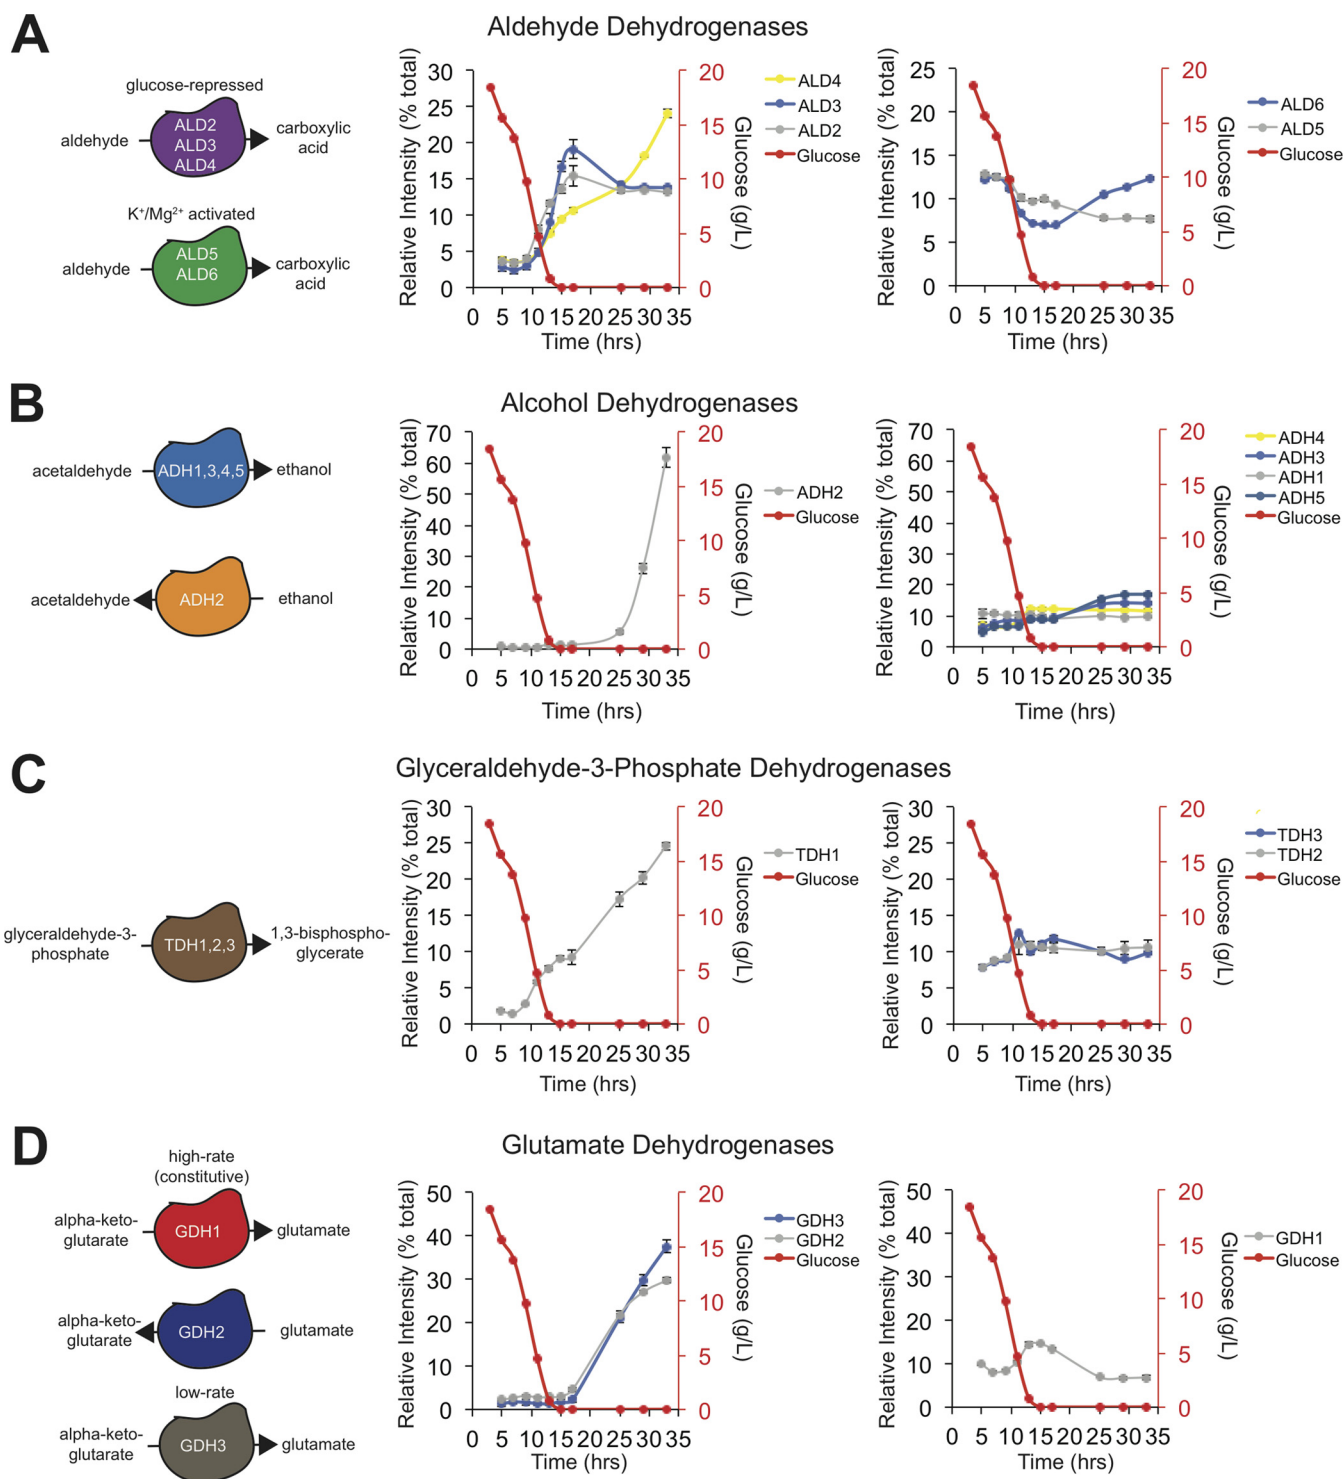 A
Aldehyde Dehydrogenases
glucose-repressed
aldehyde
ALD2
ALD3
ALD4
carboxylic
acid
K⁺/Mg²⁺ activated
aldehyde
ALD5
ALD6
carboxylic
acid
Relative Intensity (% total)
30
25
20
15
10
5
0
0 5 10 15 20 25 30 35
Time (hrs)
20
15
10
5
0
Glucose (g/L)
ALD4
ALD3
ALD2
Glucose
Relative Intensity (% total)
25
20
15
10
5
0
0 5 10 15 20 25 30 35
Time (hrs)
20
15
10
5
0
Glucose (g/L)
ALD6
ALD5
Glucose
B
Alcohol Dehydrogenases
acetaldehyde
ADH1,3,4,5
ethanol
acetaldehyde
ADH2
ethanol
Relative Intensity (% total)
70
60
50
40
30
20
10
0
0 5 10 15 20 25 30 35
Time (hrs)
20
15
10
5
0
Glucose (g/L)
ADH2
Glucose
Relative Intensity (% total)
70
60
50
40
30
20
10
0
0 5 10 15 20 25 30 35
Time (hrs)
20
15
10
5
0
Glucose (g/L)
ADH4
ADH3
ADH1
ADH5
Glucose
C
Glyceraldehyde-3-Phosphate Dehydrogenases
glyceraldehyde-3-
phosphate
TDH1,2,3
1,3-bisphospho-
glycerate
Relative Intensity (% total)
30
25
20
15
10
5
0
0 5 10 15 20 25 30 35
Time (hrs)
20
15
10
5
0
Glucose (g/L)
TDH1
Glucose
Relative Intensity (% total)
30
25
20
15
10
5
0
0 5 10 15 20 25 30 35
Time (hrs)
20
15
10
5
0
Glucose (g/L)
TDH3
TDH2
Glucose
D
Glutamate Dehydrogenases
high-rate
(constitutive)
alpha-keto-
glutarate
GDH1
glutamate
alpha-keto-
glutarate
GDH2
glutamate
low-rate
alpha-keto-
glutarate
GDH3
glutamate
Relative Intensity (% total)
50
40
30
20
10
0
0 5 10 15 20 25 30 35
Time (hrs)
20
15
10
5
0
Glucose (g/L)
GDH3
GDH2
Glucose
Relative Intensity (% total)
50
40
30
20
10
0
0 5 10 15 20 25 30 35
Time (hrs)
20
15
10
5
0
Glucose (g/L)
GDH1
Glucose